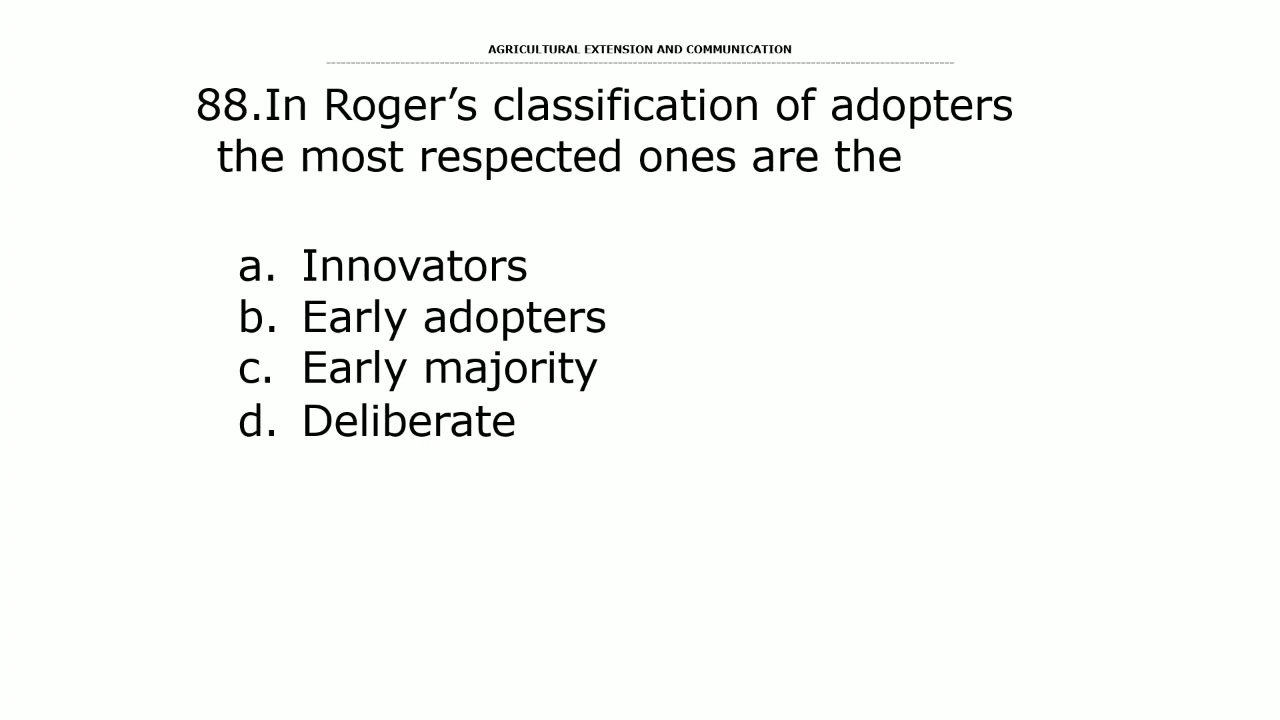 AGRICULTURAL EXTENSION AND COMMUNICATION
88.In Roger’s classification of adopters
the most respected ones are the
a. Innovators
b. Early adopters
c. Early majority
d. Deliberate